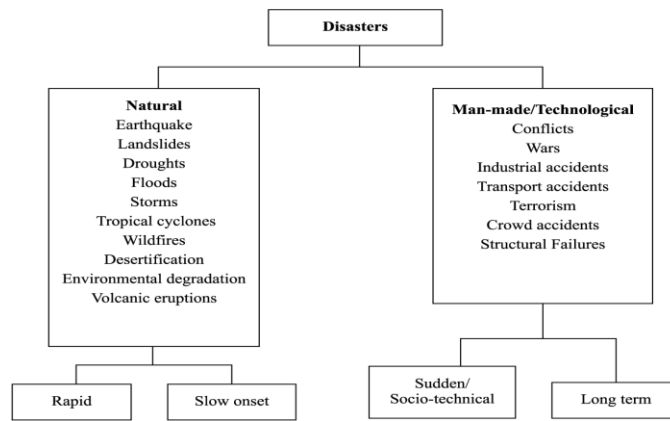 Disasters
Natural
Earthquake
Landslides
Droughts
Floods
Storms
Tropical cyclones
Wildfires
Desertification
Environmental degradation
Volcanic eruptions
Man-made/Technological
Conflicts
Wars
Industrial accidents
Transport accidents
Terrorism
Crowd accidents
Structural Failures
Rapid
Slow onset
Sudden/
Socio-technical
Long term